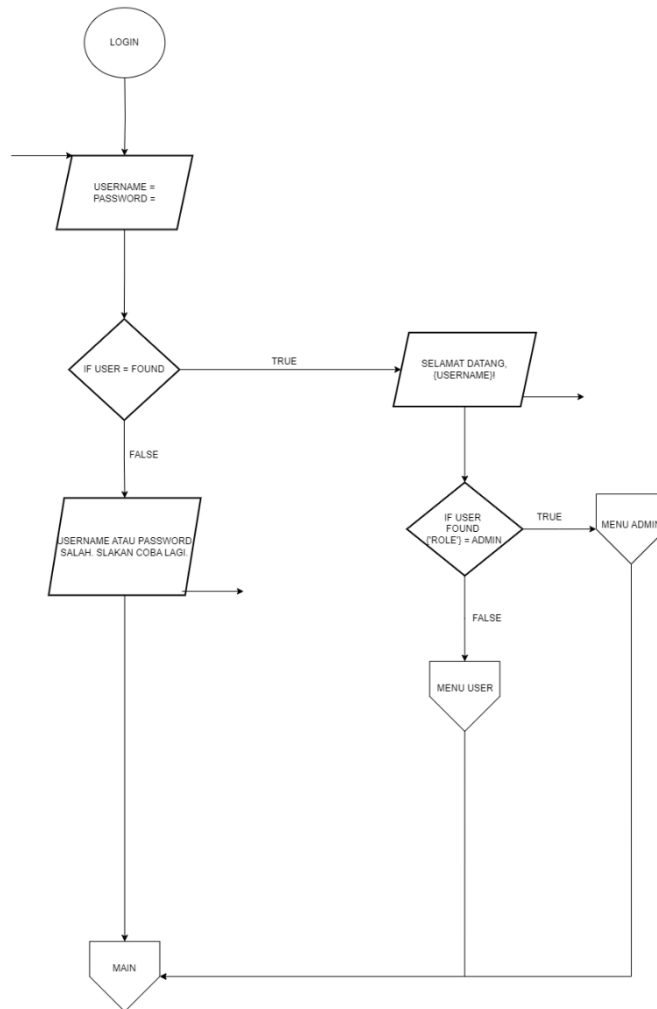 LOGIN
USERNAME =
PASSWORD =
IF USER = FOUND
TRUE
SELAMAT DATANG,
{USERNAME}!
FALSE
USERNAME ATAU PASSWORD
SALAH. SLAKAN COBA LAGI.
IF USER
FOUND
{'ROLE'} = ADMIN
TRUE
MENU ADMIN
FALSE
MENU USER
MAIN